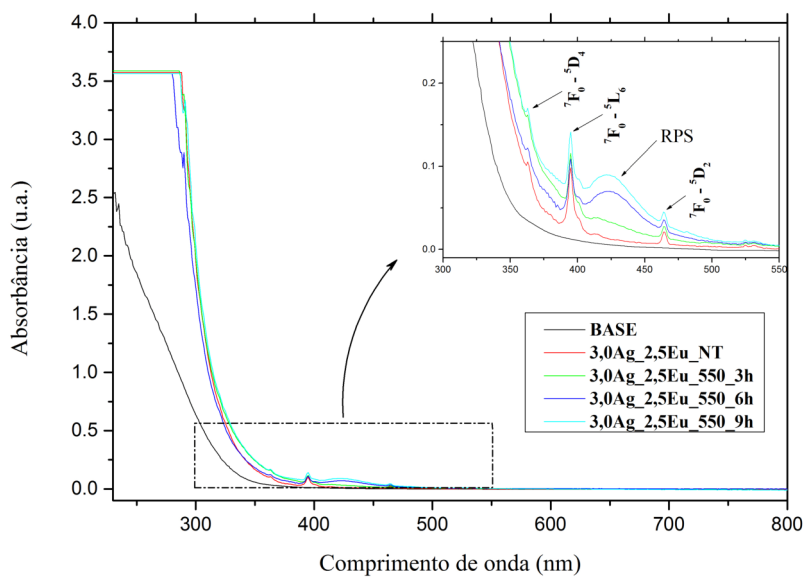 Absorbância (u.a.)
4.0
3.5
3.0
2.5
2.0
1.5
1.0
0.5
0.0
300
400
500
600
700
800
Comprimento de onda (nm)
0.2
0.1
0.0
300
350
400
450
500
550
⁷F₀ - ⁵D₄
⁷F₀ - ⁵L₆
RPS
⁷F₀ - ⁵D₂
BASE
3,0Ag_2,5Eu_NT
3,0Ag_2,5Eu_550_3h
3,0Ag_2,5Eu_550_6h
3,0Ag_2,5Eu_550_9h